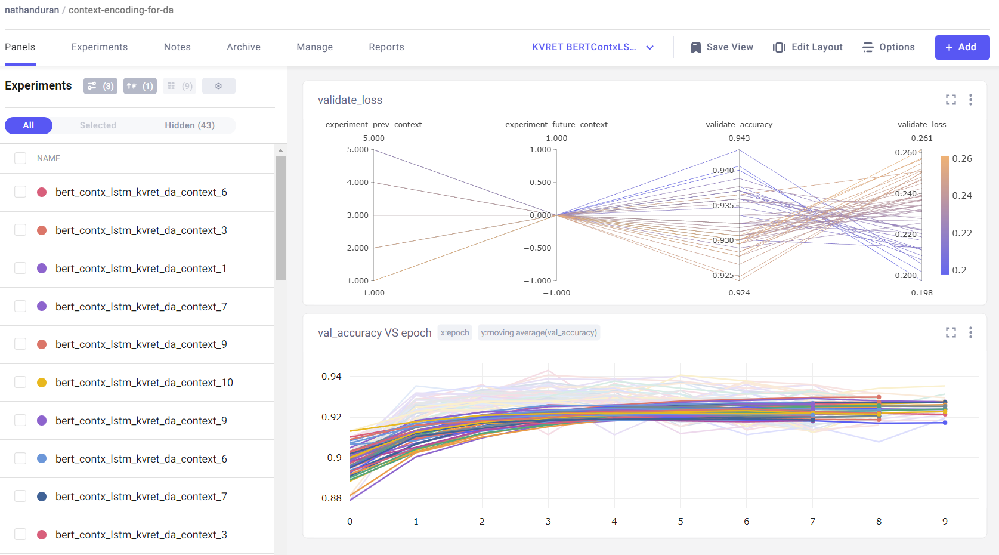 nathanduran / context-encoding-for-da
Panels Experiments Notes Archive Manage Reports KVRET BERTContxLS... Save View Edit Layout Options + Add
Experiments (3) (1) (9)
All Selected Hidden (43)
NAME
bert_contx_lstm_kvret_da_context_6
bert_contx_lstm_kvret_da_context_3
bert_contx_lstm_kvret_da_context_1
bert_contx_lstm_kvret_da_context_7
bert_contx_lstm_kvret_da_context_9
bert_contx_lstm_kvret_da_context_10
bert_contx_lstm_kvret_da_context_9
bert_contx_lstm_kvret_da_context_6
bert_contx_lstm_kvret_da_context_7
bert_contx_lstm_kvret_da_context_3
validate_loss
experiment_prev_context experiment_future_context validate_accuracy validate_loss
5.000 1.000 0.943 0.261
5.000 1.000 0.260
0.26
0.940
4.000 0.500
0.240 0.24
0.935
3.000 0.000
0.220 0.22
0.930
2.000 −0.500
0.2
0.925 0.200
1.000 −1.000
1.000 −1.000 0.924 0.198
val_accuracy VS epoch x:epoch y:moving average(val_accuracy)
0.94
0.92
0.9
0.88
0 1 2 3 4 5 6 7 8 9